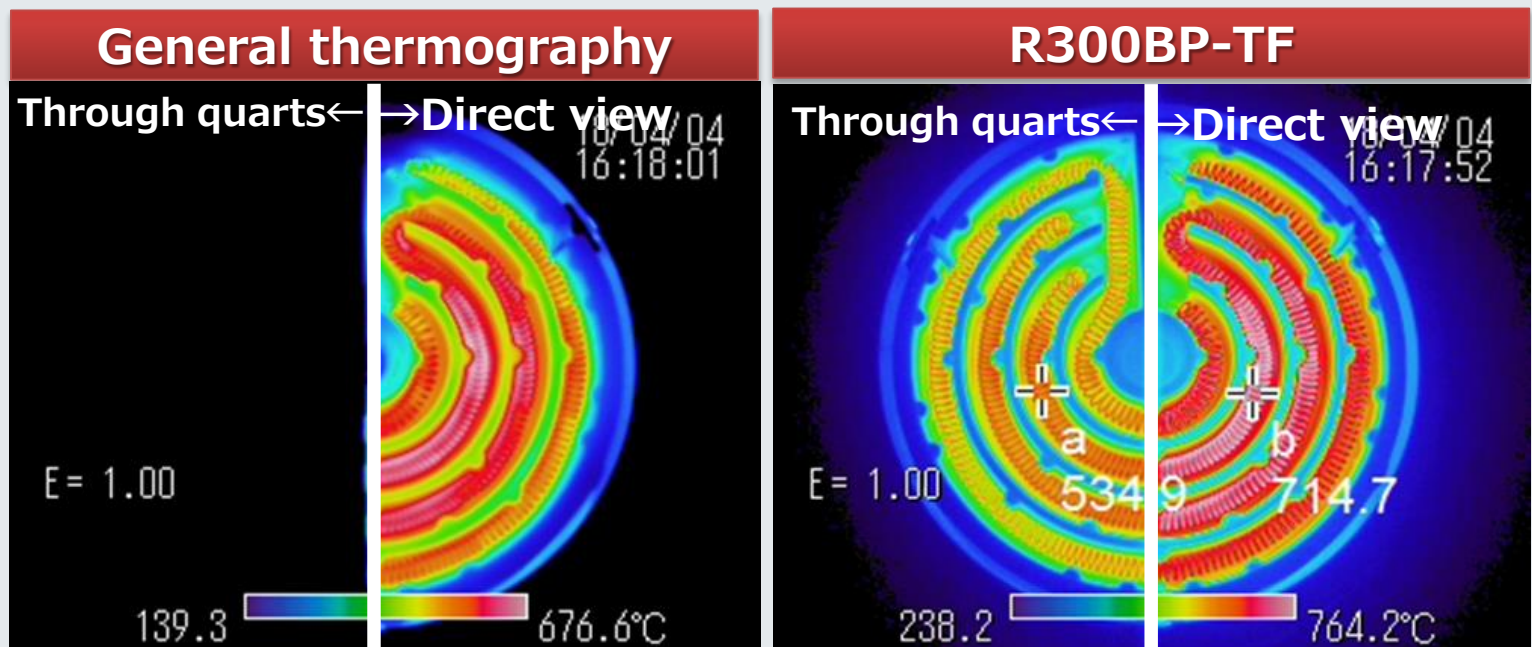 General thermography
Through quarts← →Direct view
18/04/04
16:18:01
E= 1.00
139.3 676.6℃
R300BP-TF
Through quarts← →Direct view
18/04/04
16:17:52
a b
E= 1.00 534.9 714.7
238.2 764.2℃